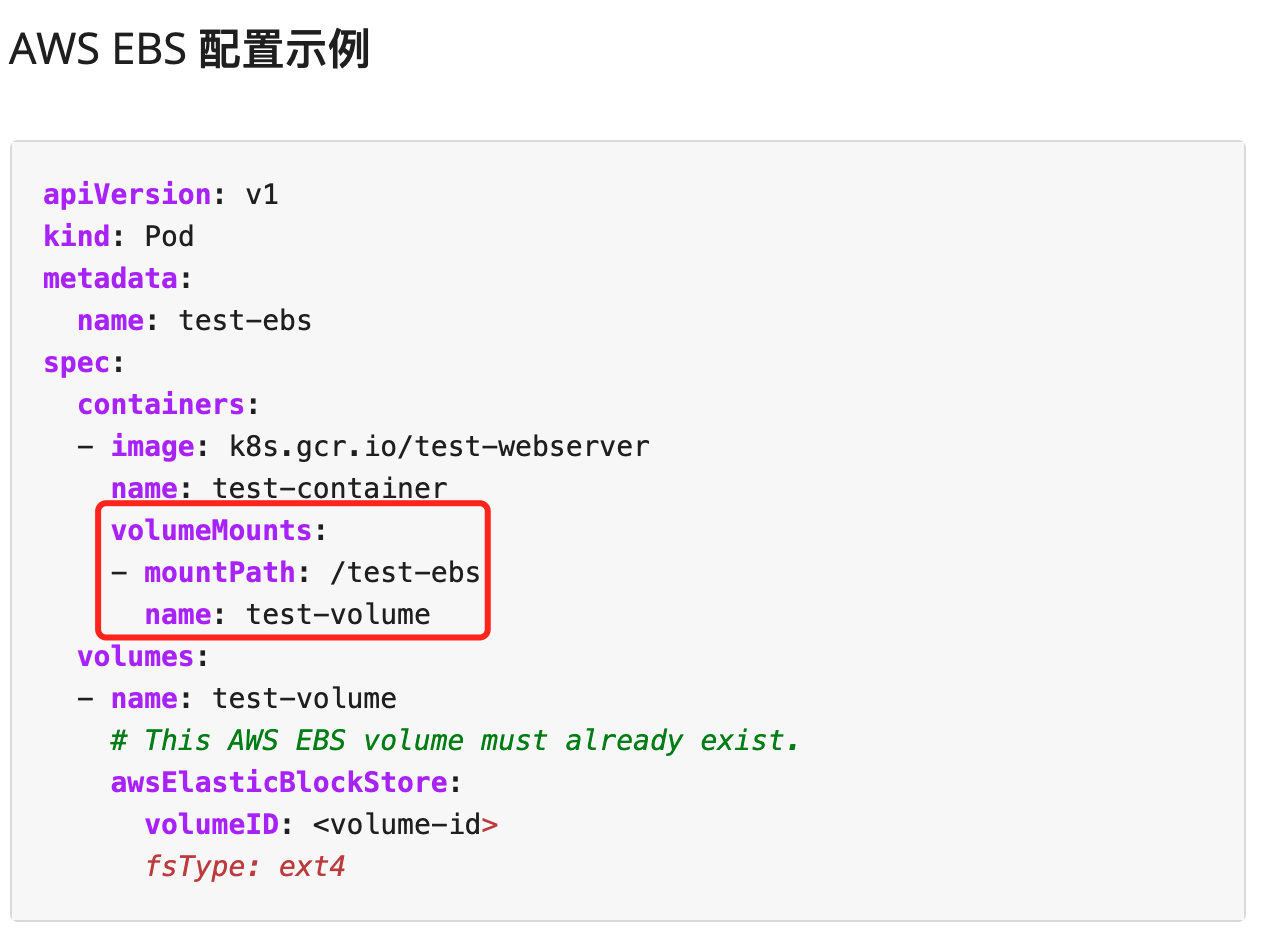 AWS EBS 配置示例
apiVersion: v1
kind: Pod
metadata:
  name: test-ebs
spec:
  containers:
  - image: k8s.gcr.io/test-webserver
    name: test-container
    volumeMounts:
    - mountPath: /test-ebs
      name: test-volume
  volumes:
  - name: test-volume
    # This AWS EBS volume must already exist.
    awsElasticBlockStore:
      volumeID: <volume-id>
      fsType: ext4